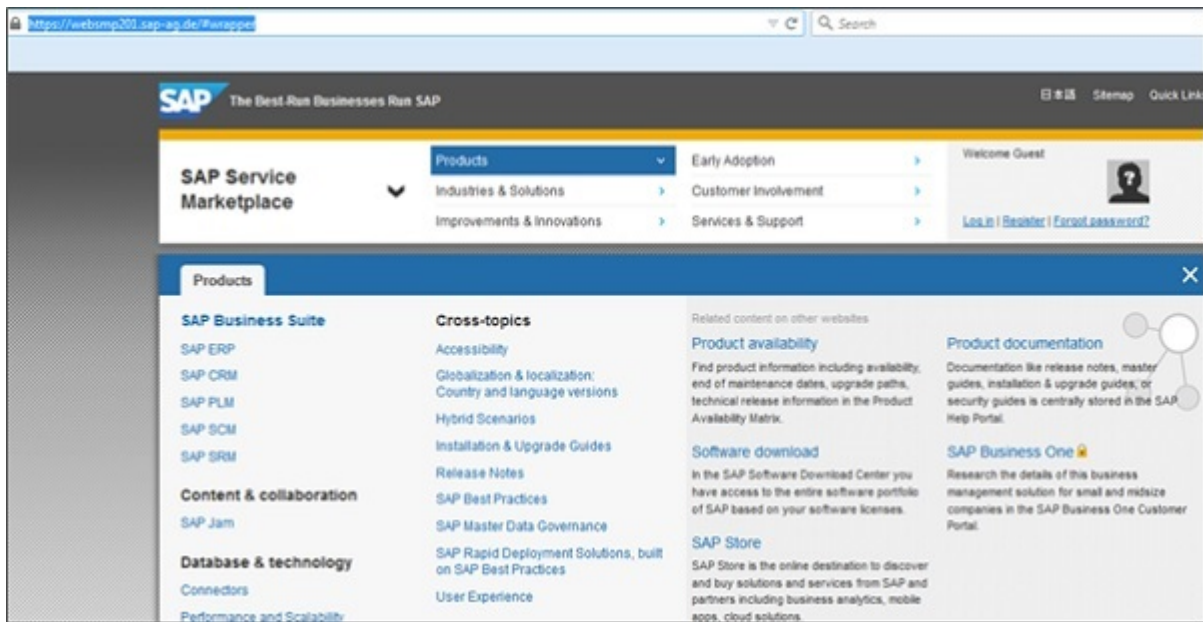 https://websmp201.sap-ag.de/#wrapper
Search
SAP The Best-Run Businesses Run SAP
日本語 Sitemap Quick Link
SAP Service
Marketplace
Products
Industries & Solutions
Improvements & Innovations
Early Adoption
Customer Involvement
Services & Support
Welcome Guest
Log in | Register | Forgot password?
Products
SAP Business Suite
SAP ERP
SAP CRM
SAP PLM
SAP SCM
SAP SRM
Content & collaboration
SAP Jam
Database & technology
Connectors
Performance and Scalability
Cross-topics
Accessibility
Globalization & localization:
Country and language versions
Hybrid Scenarios
Installation & Upgrade Guides
Release Notes
SAP Best Practices
SAP Master Data Governance
SAP Rapid Deployment Solutions, built
on SAP Best Practices
User Experience
Related content on other websites
Product availability
Find product information including availability,
end of maintenance dates, upgrade paths,
technical release information in the Product
Availability Matrix.
Software download
In the SAP Software Download Center you
have access to the entire software portfolio
of SAP based on your software licenses.
SAP Store
SAP Store is the online destination to discover
and buy solutions and services from SAP and
partners including business analytics, mobile
apps, cloud solutions.
Product documentation
Documentation like release notes, master
guides, installation & upgrade guides, or
security guides is centrally stored in the SAP
Help Portal.
SAP Business One
Research the details of this business
management solution for small and midsize
companies in the SAP Business One Customer
Portal.